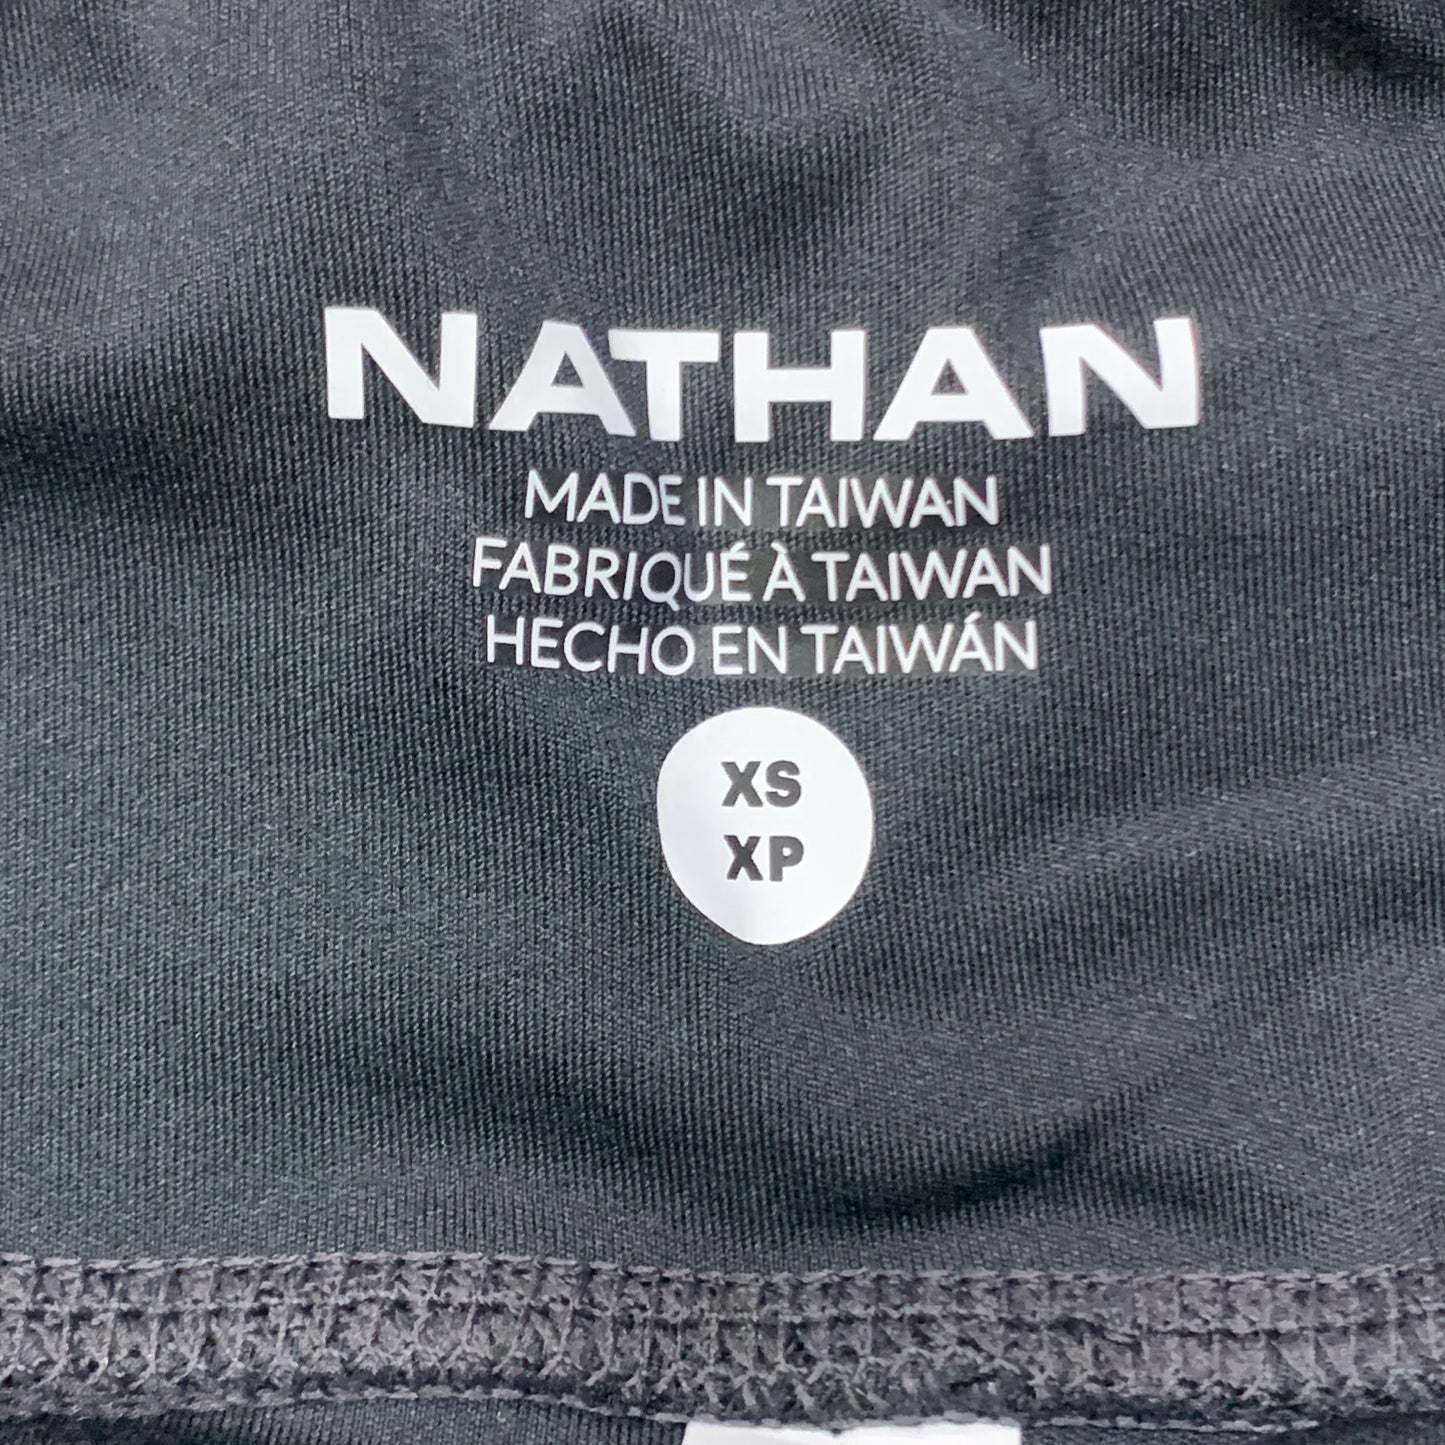 NATHAN
MADE IN TAIWAN
FABRIQUÉ À TAIWAN
HECHO EN TAIWÁN
XS
XP